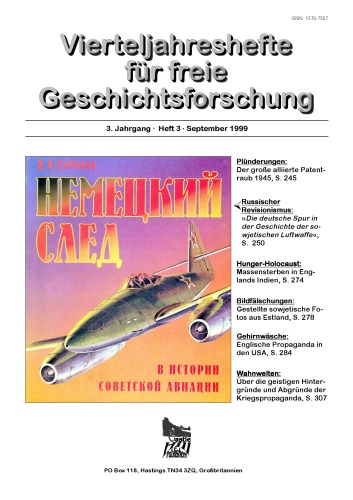 ISSN: 1370-7507
Vierteljahreshefte
für freie
Geschichtsforschung
3. Jahrgang · Heft 3 · September 1999
НЕМЕЦКИЙ
СЛЕД
В ИСТОРИИ
СОВЕТСКОЙ АВИАЦИИ
Plünderungen:
Der große alliierte Patent-
raub 1945, S. 245
Russischer
Revisionismus:
»Die deutsche Spur in
der Geschichte der so-
wjetischen Luftwaffe«,
S. 250
Hunger-Holocaust:
Massensterben in Eng-
lands Indien, S. 274
Bildfälschungen:
Gestellte sowjetische Fo-
tos aus Estland, S. 278
Gehirnwäsche:
Englische Propaganda in
den USA, S. 284
Wahnwelten:
Über die geistigen Hinter-
gründe und Abgründe der
Kriegspropaganda, S. 307
Castle
PO Box 118, Hastings TN34 3ZQ, Großbritannien